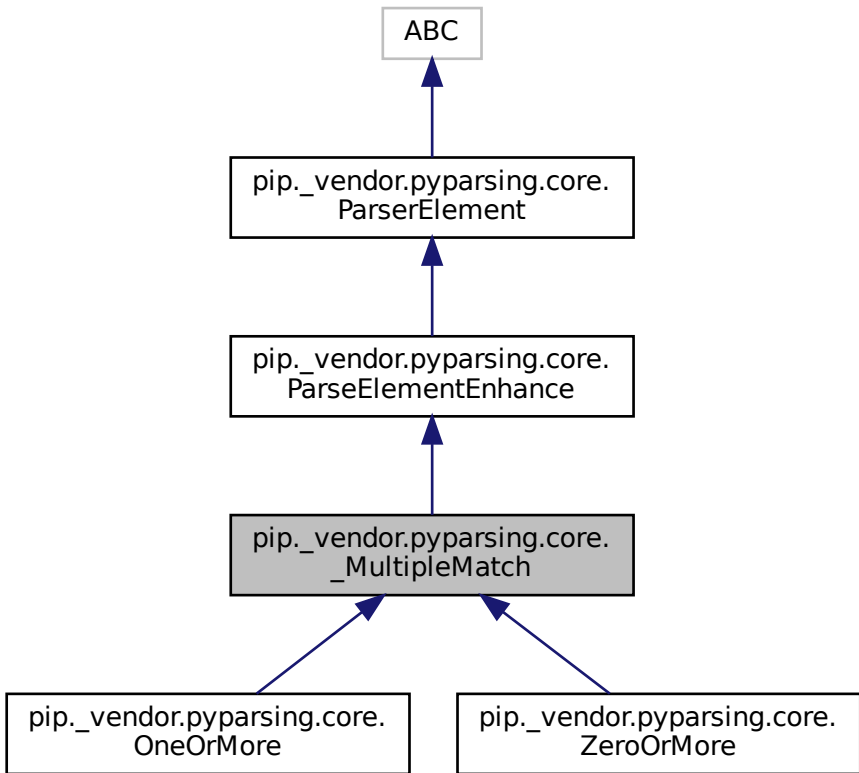 ABC
pip._vendor.pyparsing.core.
ParserElement
pip._vendor.pyparsing.core.
ParseElementEnhance
pip._vendor.pyparsing.core.
_MultipleMatch
pip._vendor.pyparsing.core.
OneOrMore
pip._vendor.pyparsing.core.
ZeroOrMore